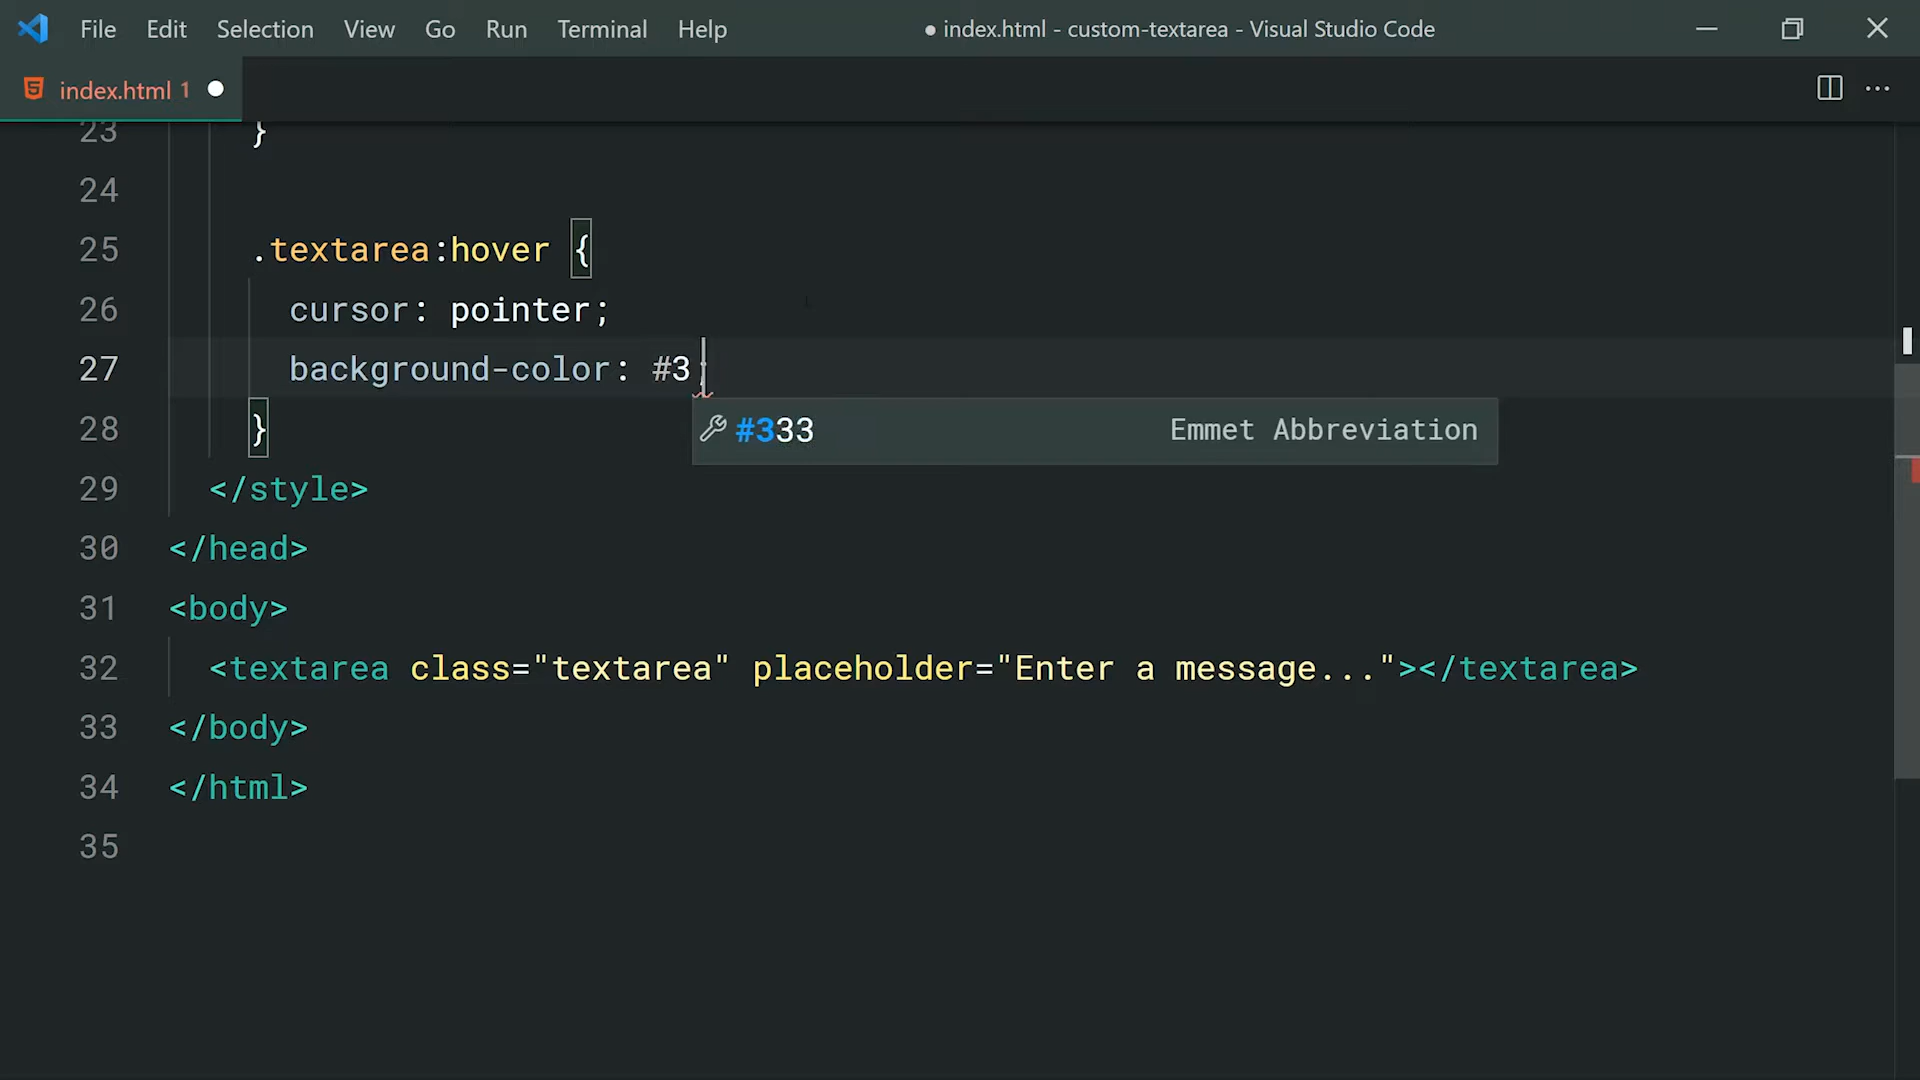 File Edit Selection View Go Run Terminal Help ● index.html - custom-textarea - Visual Studio Code
index.html 1 ●
23 }
24
25 .textarea:hover {
26 cursor: pointer;
27 background-color: #3;
#333 Emmet Abbreviation
28 }
29 </style>
30 </head>
31 <body>
32 <textarea class="textarea" placeholder="Enter a message..."></textarea>
33 </body>
34 </html>
35